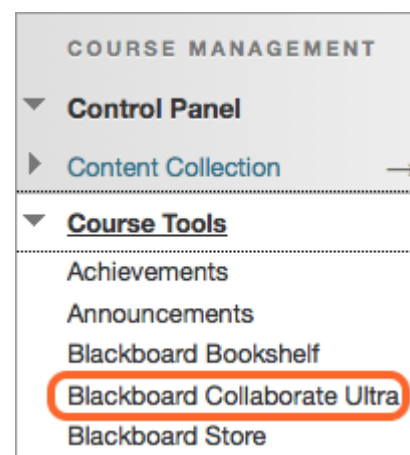 COURSE MANAGEMENT
Control Panel
Content Collection
Course Tools
Achievements
Announcements
Blackboard Bookshelf
Blackboard Collaborate Ultra
Blackboard Store